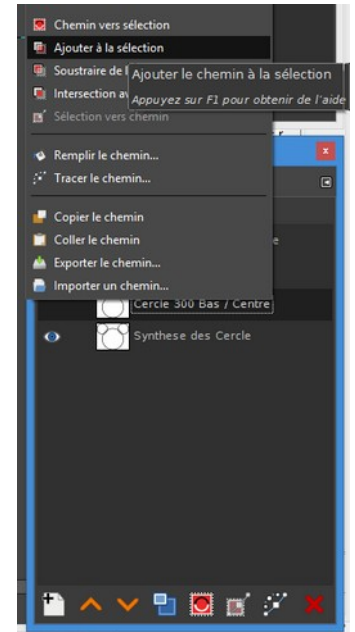 Chemin vers sélection
Ajouter à la sélection
Soustraire de l
Ajouter le chemin à la sélection
Intersection av
Appuyez sur F1 pour obtenir de l'aide
Sélection vers chemin
Remplir le chemin...
Tracer le chemin...
Copier le chemin
Coller le chemin
Exporter le chemin...
Importer un chemin...
Cercle 300 Bas / Centre
Synthese des Cercle